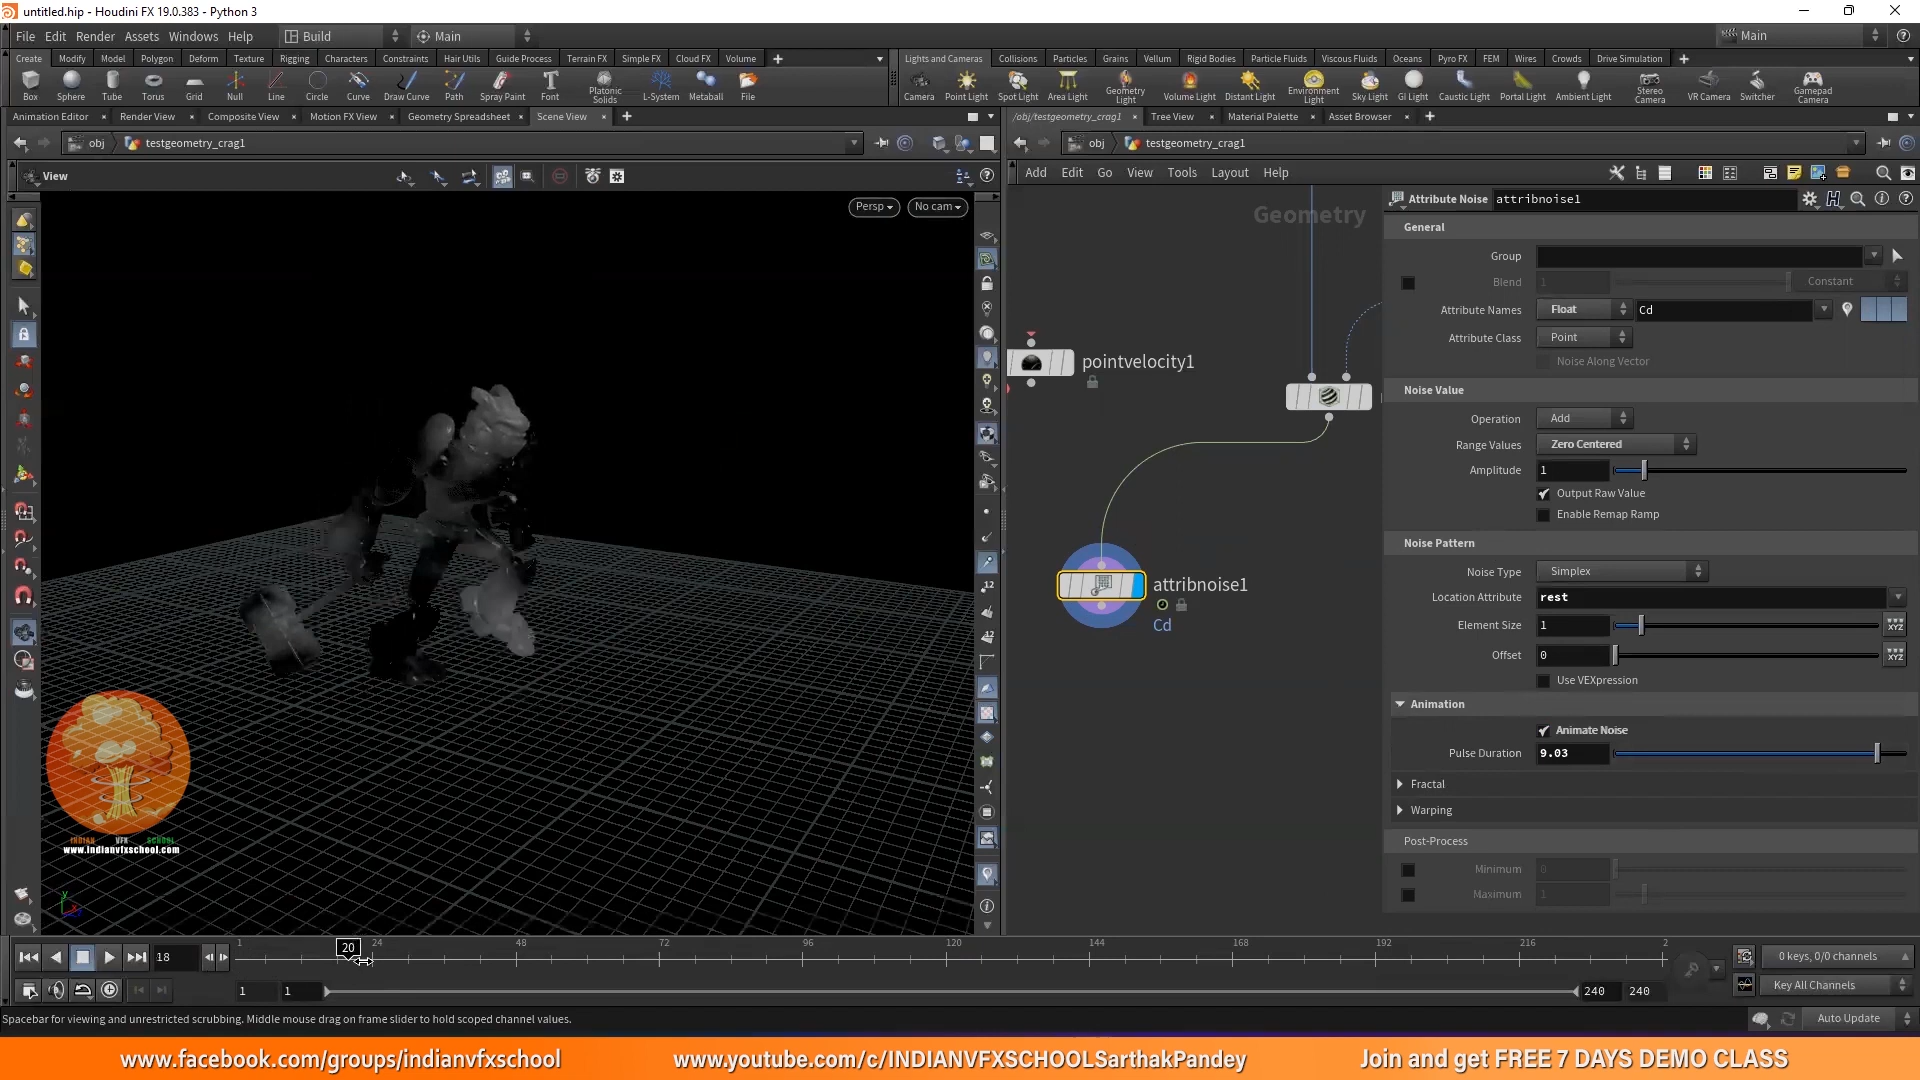 untitled.hip - Houdini FX 19.0.383 - Python 3
File Edit Render Assets Windows Help Build Main Main
Create Modify Model Polygon Deform Texture Rigging Characters Constraints Hair Utils Guide Process Terrain FX Simple FX Cloud FX Volume
Lights and Cameras Collisions Particles Grains Vellum Rigid Bodies Particle Fluids Viscous Fluids Oceans Pyro FX FEM Wires Crowds Drive Simulation
Box Sphere Tube Torus Grid Null Line Circle Curve Draw Curve Path Spray Paint Font Platonic Solids L-System Metaball File
Camera Point Light Spot Light Area Light Geometry Light Volume Light Distant Light Environment Light Sky Light GI Light Caustic Light Portal Light Ambient Light Stereo Camera VR Camera Switcher Gamepad Camera
Animation Editor Render View Composite View Motion FX View Geometry Spreadsheet Scene View
/obj/testgeometry_crag1 Tree View Material Palette Asset Browser
obj testgeometry_crag1
obj testgeometry_crag1
View
Add Edit Go View Tools Layout Help
Persp No cam
Geometry
pointvelocity1
attribnoise1
Cd
Attribute Noise attribnoise1
General
Group
Blend 1 Constant
Attribute Names Float Cd
Attribute Class Point
Noise Along Vector
Noise Value
Operation Add
Range Values Zero Centered
Amplitude 1
Output Raw Value
Enable Remap Ramp
Noise Pattern
Noise Type Simplex
Location Attribute rest
Element Size 1
Offset 0
Use VEXpression
Animation
Animate Noise
Pulse Duration 9.03
Fractal
Warping
Post-Process
Minimum 0
Maximum 1
12
12
INDIAN VFX SCHOOL
www.indianvfxschool.com
y
x
18
1 20 24 48 72 96 120 144 168 192 216 2
0 keys, 0/0 channels
1 1 240 240
Key All Channels
Spacebar for viewing and unrestricted scrubbing. Middle mouse drag on frame slider to hold scoped channel values.
Auto Update
www.facebook.com/groups/indianvfxschool www.youtube.com/c/INDIANVFXSCHOOLSarthakPandey Join and get FREE 7 DAYS DEMO CLASS